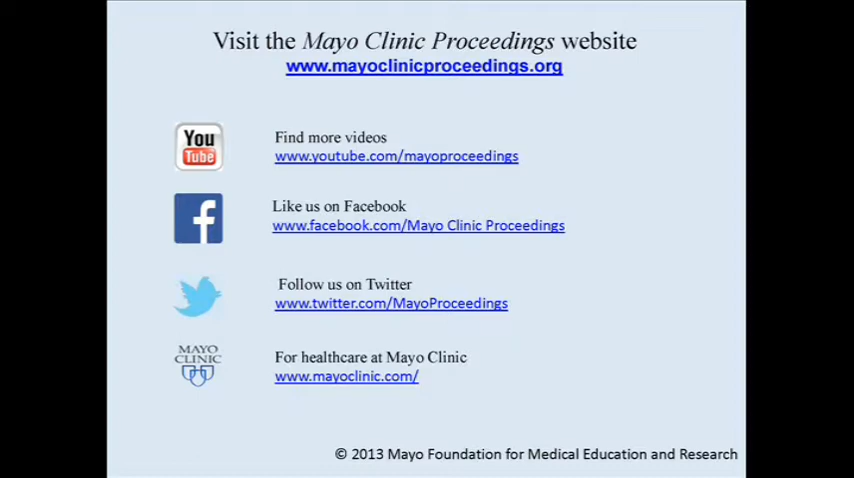 Visit the Mayo Clinic Proceedings website
www.mayoclinicproceedings.org
You
Tube
Find more videos
www.youtube.com/mayoproceedings
f
Like us on Facebook
www.facebook.com/Mayo Clinic Proceedings
Follow us on Twitter
www.twitter.com/MayoProceedings
MAYO
CLINIC
For healthcare at Mayo Clinic
www.mayoclinic.com/
© 2013 Mayo Foundation for Medical Education and Research